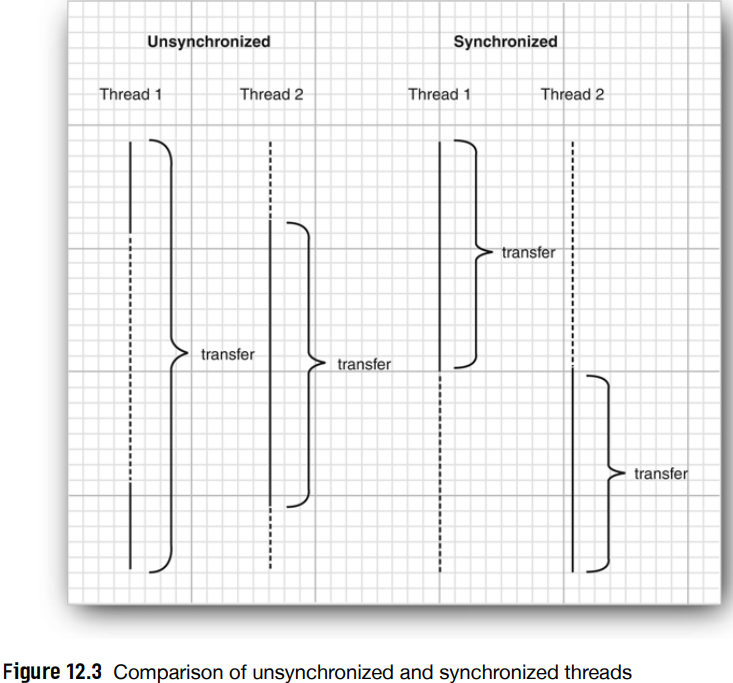 Unsynchronized Synchronized
Thread 1 Thread 2 Thread 1 Thread 2
transfer
transfer
transfer
transfer
Figure 12.3 Comparison of unsynchronized and synchronized threads